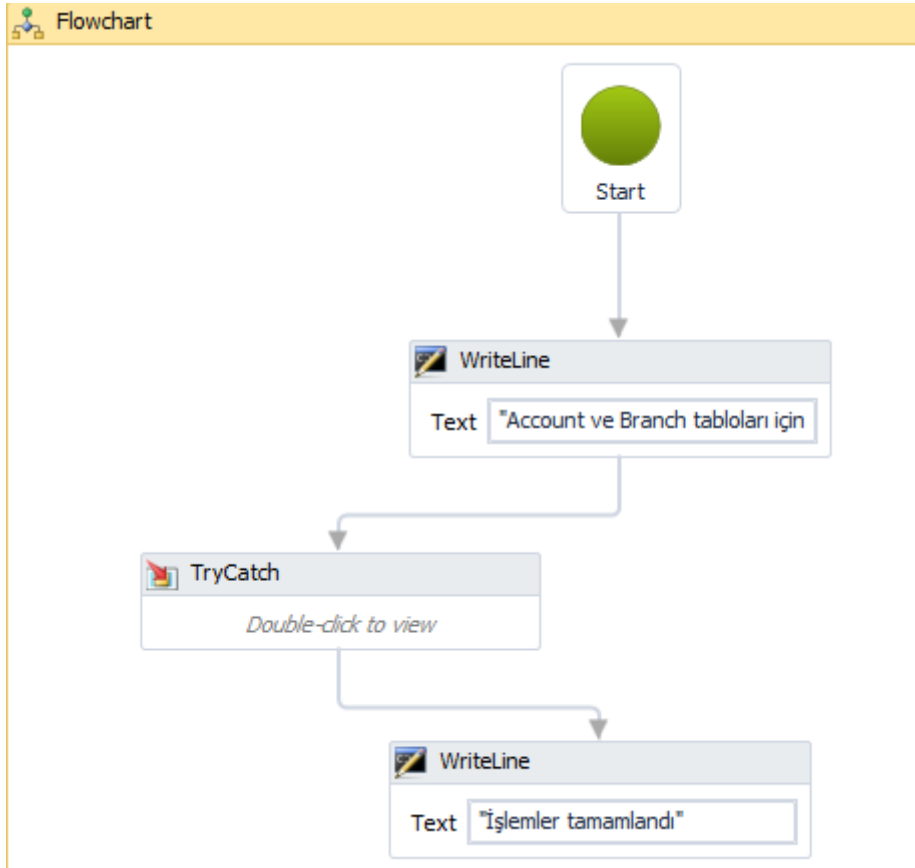 Flowchart
Start
WriteLine
Text "Account ve Branch tabloları için
TryCatch
Double-click to view
WriteLine
Text "İşlemler tamamlandı"